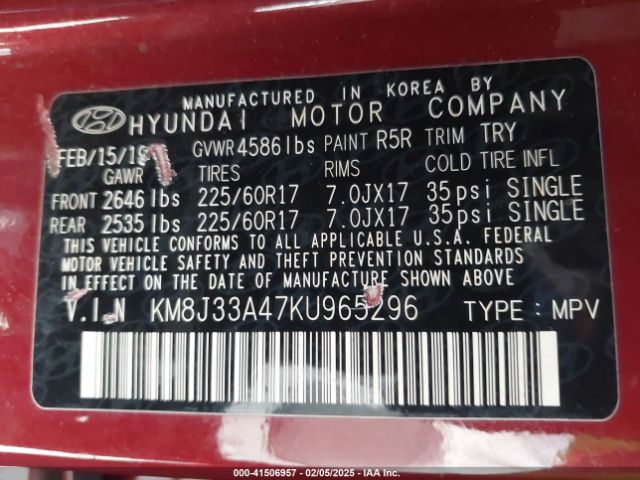 MANUFACTURED IN KOREA BY
HYUNDAI MOTOR COMPANY
FEB/15/19 GVWR 4586 lbs PAINT R5R TRIM TRY
GAWR TIRES RIMS COLD TIRE INFL
FRONT 2646 lbs 225/60R17 7.0JX17 35psi SINGLE
REAR 2535 lbs 225/60R17 7.0JX17 35psi SINGLE
THIS VEHICLE CONFORMS TO ALL APPLICABLE U.S.A. FEDERAL
MOTOR VEHICLE SAFETY AND THEFT PREVENTION STANDARDS
IN EFFECT ON THE DATE OF MANUFACTURE SHOWN ABOVE.
V.I.N KM8J33A47KU965296 TYPE : MPV
000-41506957 - 02/05/2025 - IAA Inc.